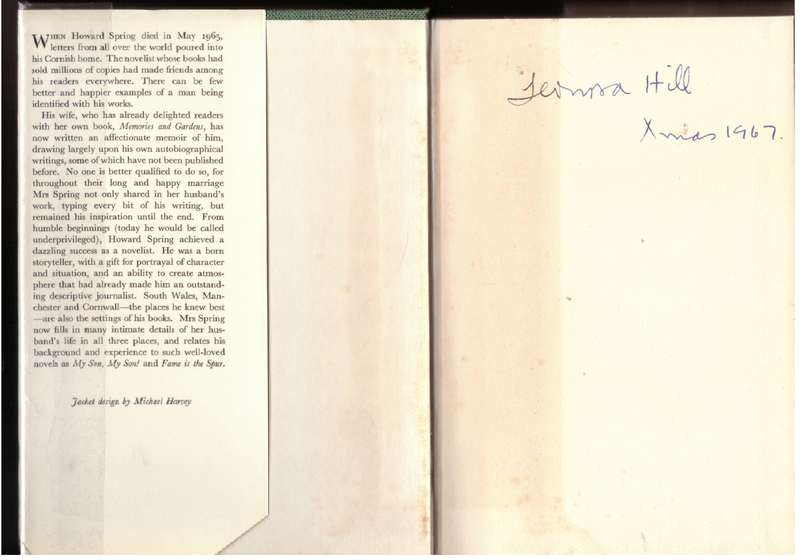 WHEN Howard Spring died in May 1965,
letters from all over the world poured into
his Cornish home. The novelist whose books had
sold millions of copies had made friends among
his readers everywhere. There can be few
better and happier examples of a man being
identified with his works.
His wife, who has already delighted readers
with her own book, Memories and Gardens, has
now written an affectionate memoir of him,
drawing largely upon his own autobiographical
writings, some of which have not been published
before. No one is better qualified to do so, for
throughout their long and happy marriage
Mrs Spring not only shared in her husband's
work, typing every bit of his writing, but
remained his inspiration until the end. From
humble beginnings (today he would be called
underprivileged), Howard Spring achieved a
dazzling success as a novelist. He was a born
storyteller, with a gift for portrayal of character
and situation, and an ability to create atmos-
phere that had already made him an outstand-
ing descriptive journalist. South Wales, Man-
chester and Cornwall—the places he knew best
—are also the settings of his books. Mrs Spring
now fills in many intimate details of her hus-
band's life in all three places, and relates his
background and experience to such well-loved
novels as My Son, My Son! and Fame is the Spur.
Jacket design by Michael Harvey
Leonora Hill
Xmas 1967.